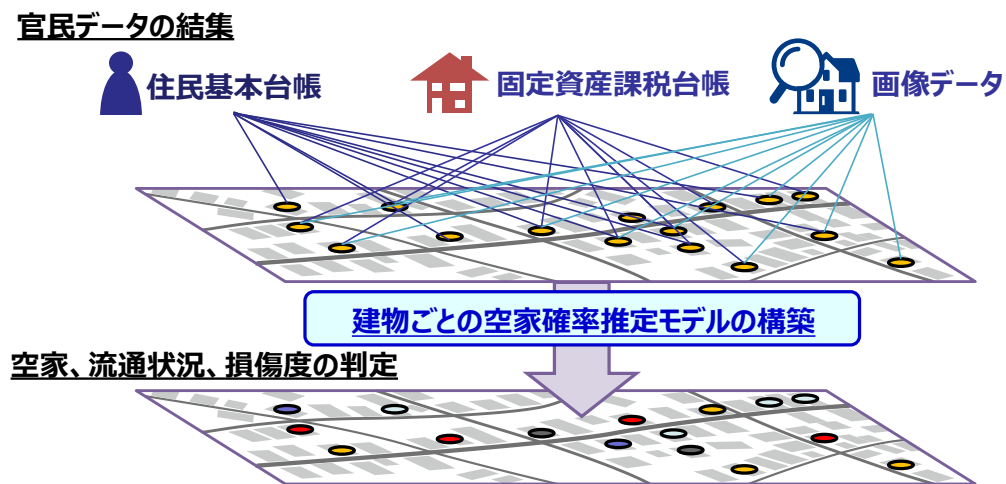 官民データの結集
住民基本台帳
固定資産課税台帳
画像データ
建物ごとの空家確率推定モデルの構築
空家、流通状況、損傷度の判定